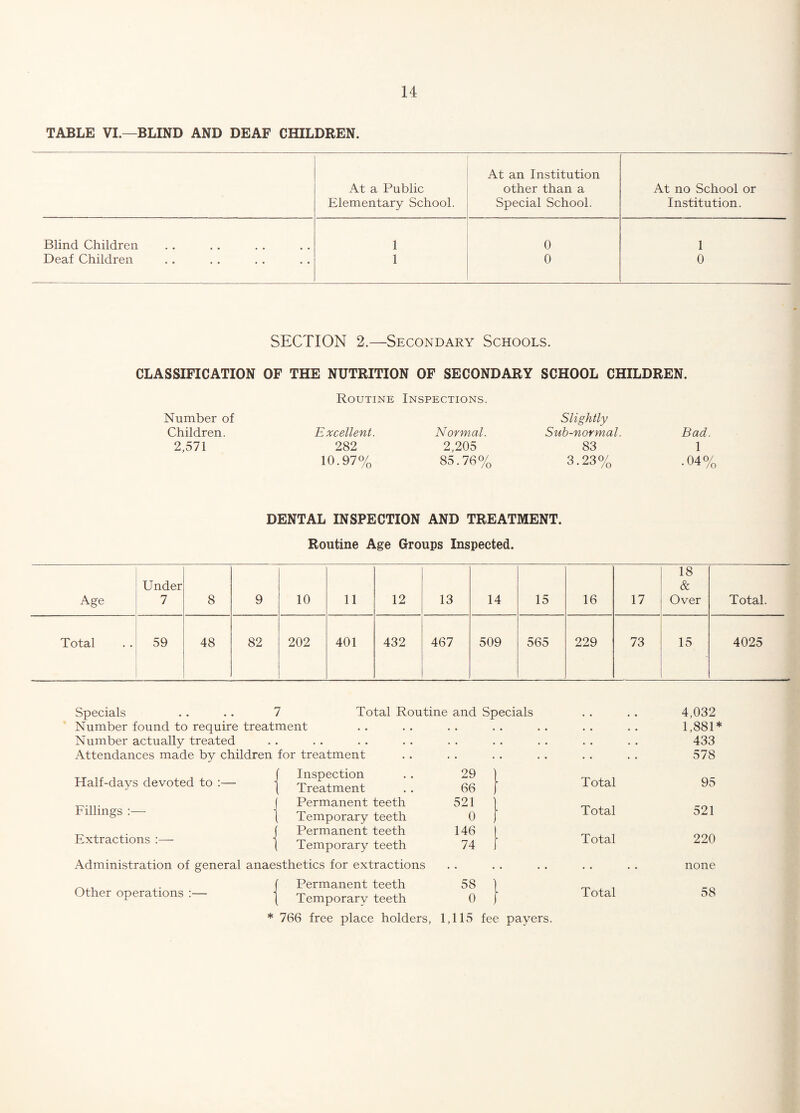 14
TABLE VI.—BLIND AND DEAF CHILDREN.
At a Public Elementary School. At an Institution other than a Special School. At no School or Institution.
Blind Children .. .. .. .. 1 0 1
Deaf Children .. .. .. .. 1 0 0
SECTION 2.—Secondary Schools.
CLASSIFICATION OF THE NUTRITION OF SECONDARY SCHOOL CHILDREN.
Routine Inspections.
Number of Children. Excellent. Normal. Slightly Sub-normal. Bad.
2,571 282 2,205 83 1
10.97% 85.76% 3.23% .04%
DENTAL INSPECTION AND TREATMENT.
Routine Age Groups Inspected.
Age Under 7 8 9 10 11 12 13 14 15 16 17 18 & Over Total.
Total .. 59 48 82 202 401 432 467 509 565 229 73 15 4025
Specials .. .. 7 Total Routine and Specials .. .. 4,032
Number found to require treatment .. .. .. .. .. .. .. 1,881*
Number actually treated .. .. .. .. .. .. .. .. .. 433
Attendances made by children for treatment .. .. .. .. .. .. 578
Half-days devoted to :— { Inspection .. 29 }
{ Treatment .. 66 } Total 95
Fillings :— { Permanent teeth 521 }
{ Temporary teeth 0 } Total 521
Extractions :— { Permanent teeth 146 }
{ Temporary teeth 74 } Total 220
Administration of general anaesthetics for extractions .. .. .. .. .. none
Other operations :— { Permanent teeth 58 }
{ Temporary teeth 0 } Total 58
* 766 free place holders, 1,115 fee payers.